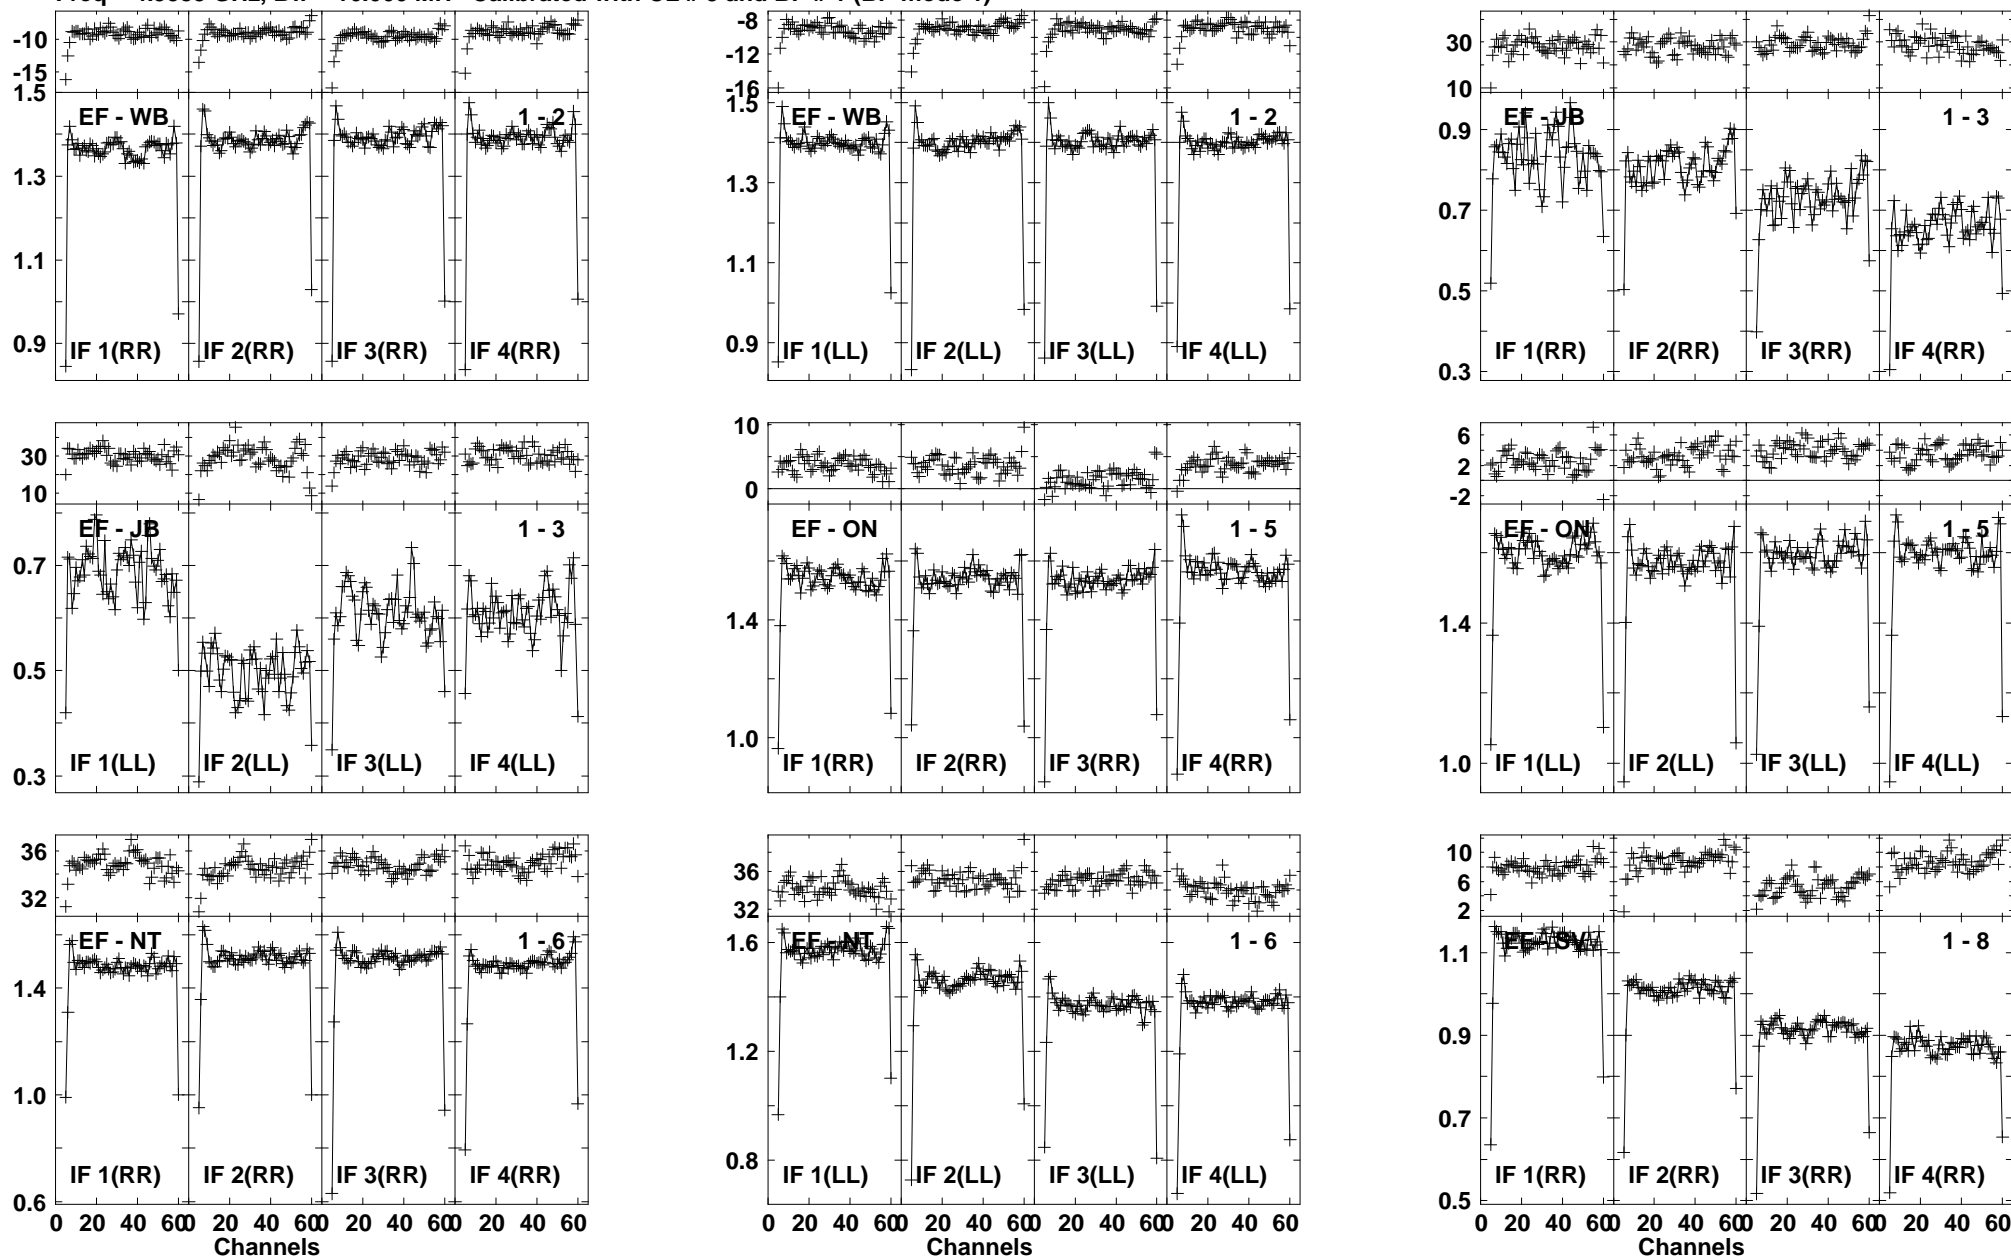 -10
-15
1.5
EF - WB
1 - 2
1.3
1.1
0.9
IF 1(RR) IF 2(RR) IF 3(RR) IF 4(RR)
-8
-12
-16
1.5
EF - WB
1 - 2
1.3
1.1
0.9
IF 1(LL) IF 2(LL) IF 3(LL) IF 4(LL)
30
10
EF - JB
1 - 3
0.9
0.7
0.5
0.3
IF 1(RR) IF 2(RR) IF 3(RR) IF 4(RR)
30
10
EF - JB
1 - 3
0.7
0.5
0.3
IF 1(LL) IF 2(LL) IF 3(LL) IF 4(LL)
10
0
EF - ON
1 - 5
1.4
1.0
IF 1(RR) IF 2(RR) IF 3(RR) IF 4(RR)
6
2
-2
EF - ON
1 - 5
1.4
1.0
IF 1(LL) IF 2(LL) IF 3(LL) IF 4(LL)
36
32
EF - NT
1 - 6
1.4
1.0
0.6
IF 1(RR) IF 2(RR) IF 3(RR) IF 4(RR)
0 20 40 60 0 20 40 60 0 20 40 60 0 20 40 60
Channels
36
32
EF - NT
1 - 6
1.6
1.2
0.8
IF 1(LL) IF 2(LL) IF 3(LL) IF 4(LL)
0 20 40 60 0 20 40 60 0 20 40 60 0 20 40 60
Channels
10
6
2
EF - SV
1 - 8
1.1
0.9
0.7
0.5
IF 1(RR) IF 2(RR) IF 3(RR) IF 4(RR)
0 20 40 60 0 20 40 60 0 20 40 60 0 20 40 60
Channels